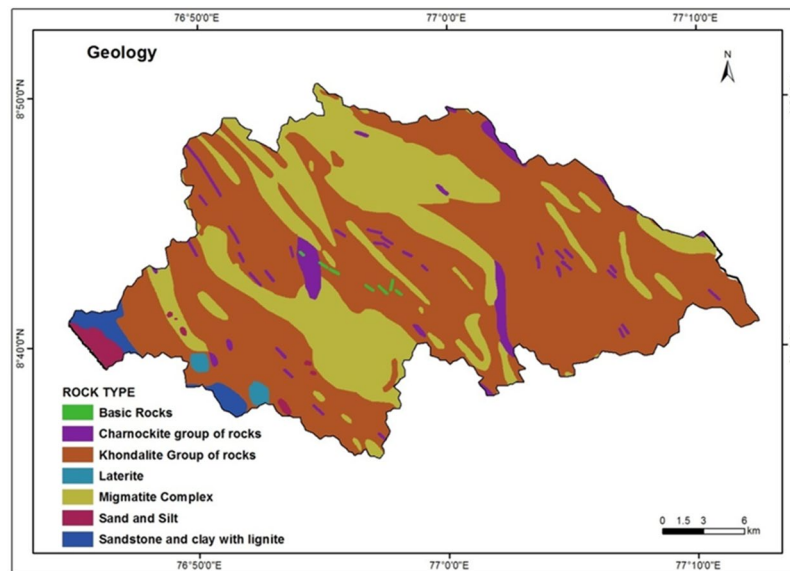 76°50'0"E 77°0'0"E 77°10'0"E
Geology
N
8°50'0"N
8°40'0"N
ROCK TYPE
Basic Rocks
Charnockite group of rocks
Khondalite Group of rocks
Laterite
Migmatite Complex
Sand and Silt
Sandstone and clay with lignite
0 1.5 3 6
km
76°50'0"E 77°0'0"E 77°10'0"E